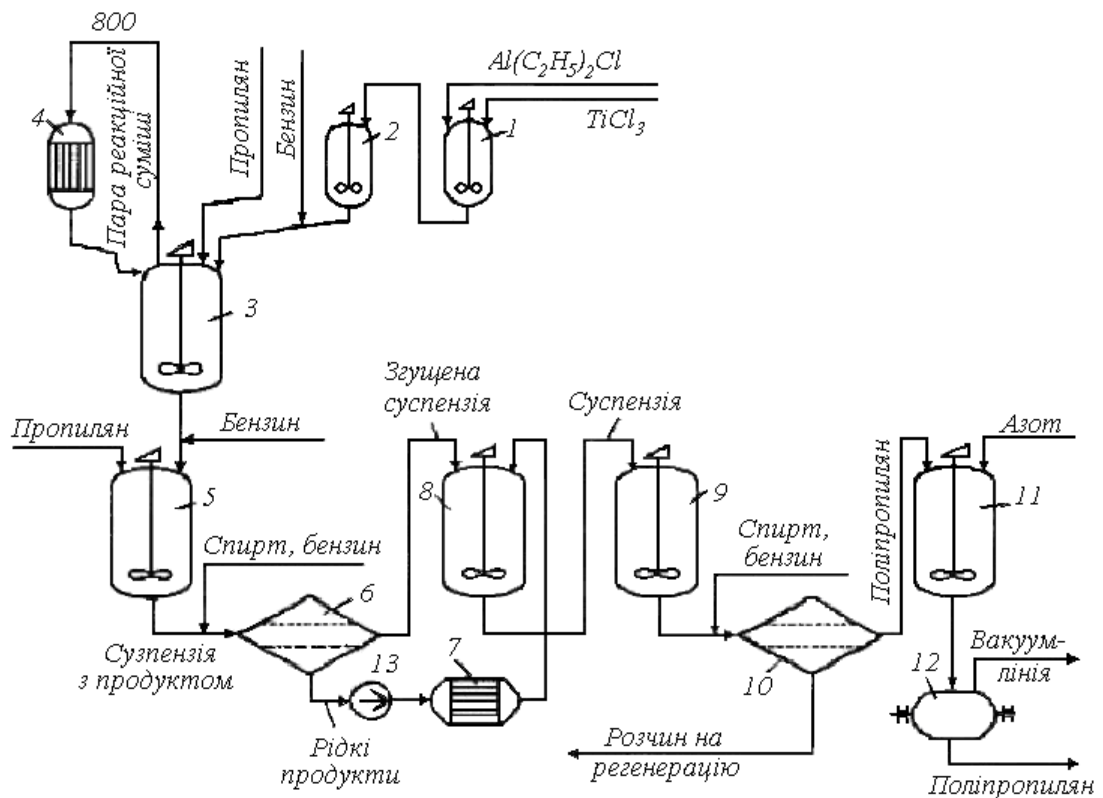 800
Al(C₂H₅)₂Cl
TiCl₃
4
Пара реакційної
суміші
Пропилян
Бензин
2
1
3
Згущена
суспензія
Суспензія
Пропилян
Бензин
Азот
5
8
9
11
Поліпропилян
Спирт, бензин
Спирт,
бензин
6
Сузпензія
з продуктом
13
7
10
12
Вакуум-
лінія
Рідкі
продукти
Розчин на
регенерацію
Поліпропилян